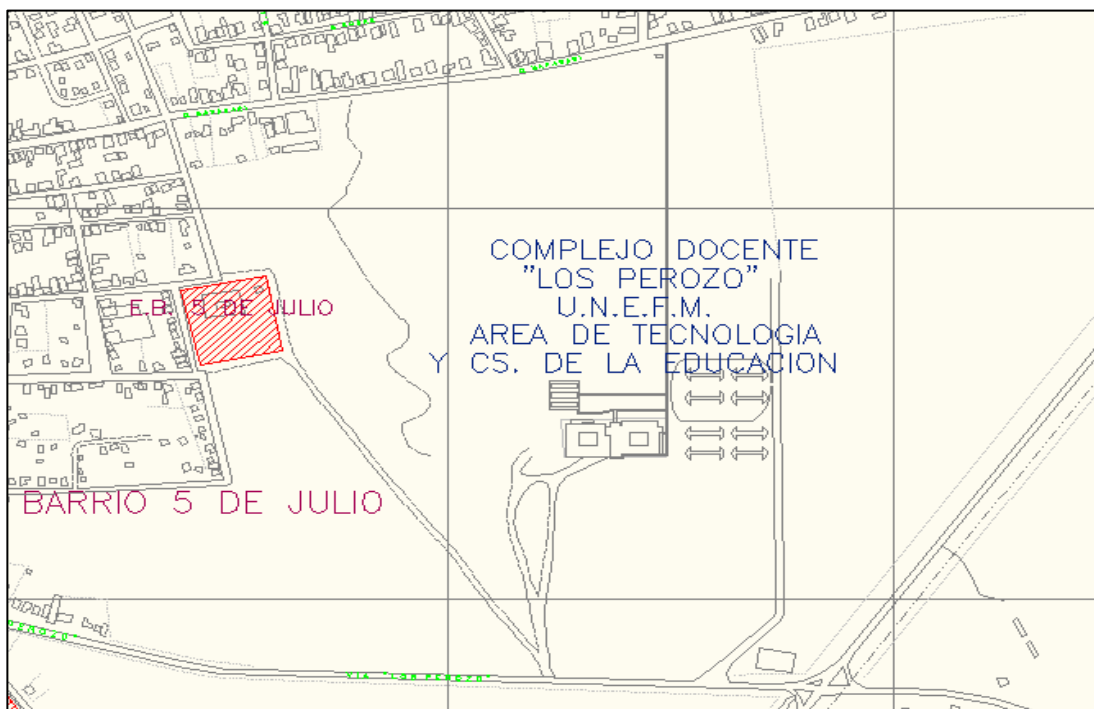 COMPLEJO DOCENTE
"LOS PEROZO"
U.N.E.F.M.
AREA DE TECNOLOGIA
Y CS. DE LA EDUCACION
E.B. 5 DE JULIO
BARRIO 5 DE JULIO